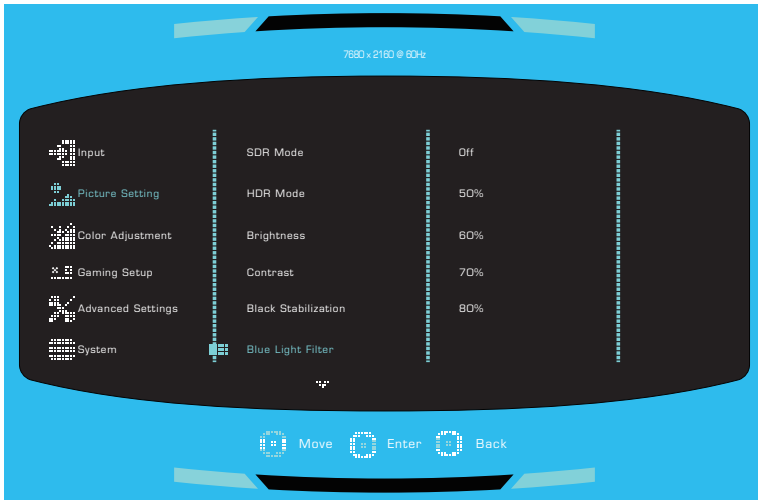 7680 x 2160 @ 60Hz
Input SDR Mode Off
Picture Setting HDR Mode 50%
Color Adjustment Brightness 60%
Gaming Setup Contrast 70%
Advanced Settings Black Stabilization 80%
System Blue Light Filter
Move Enter Back